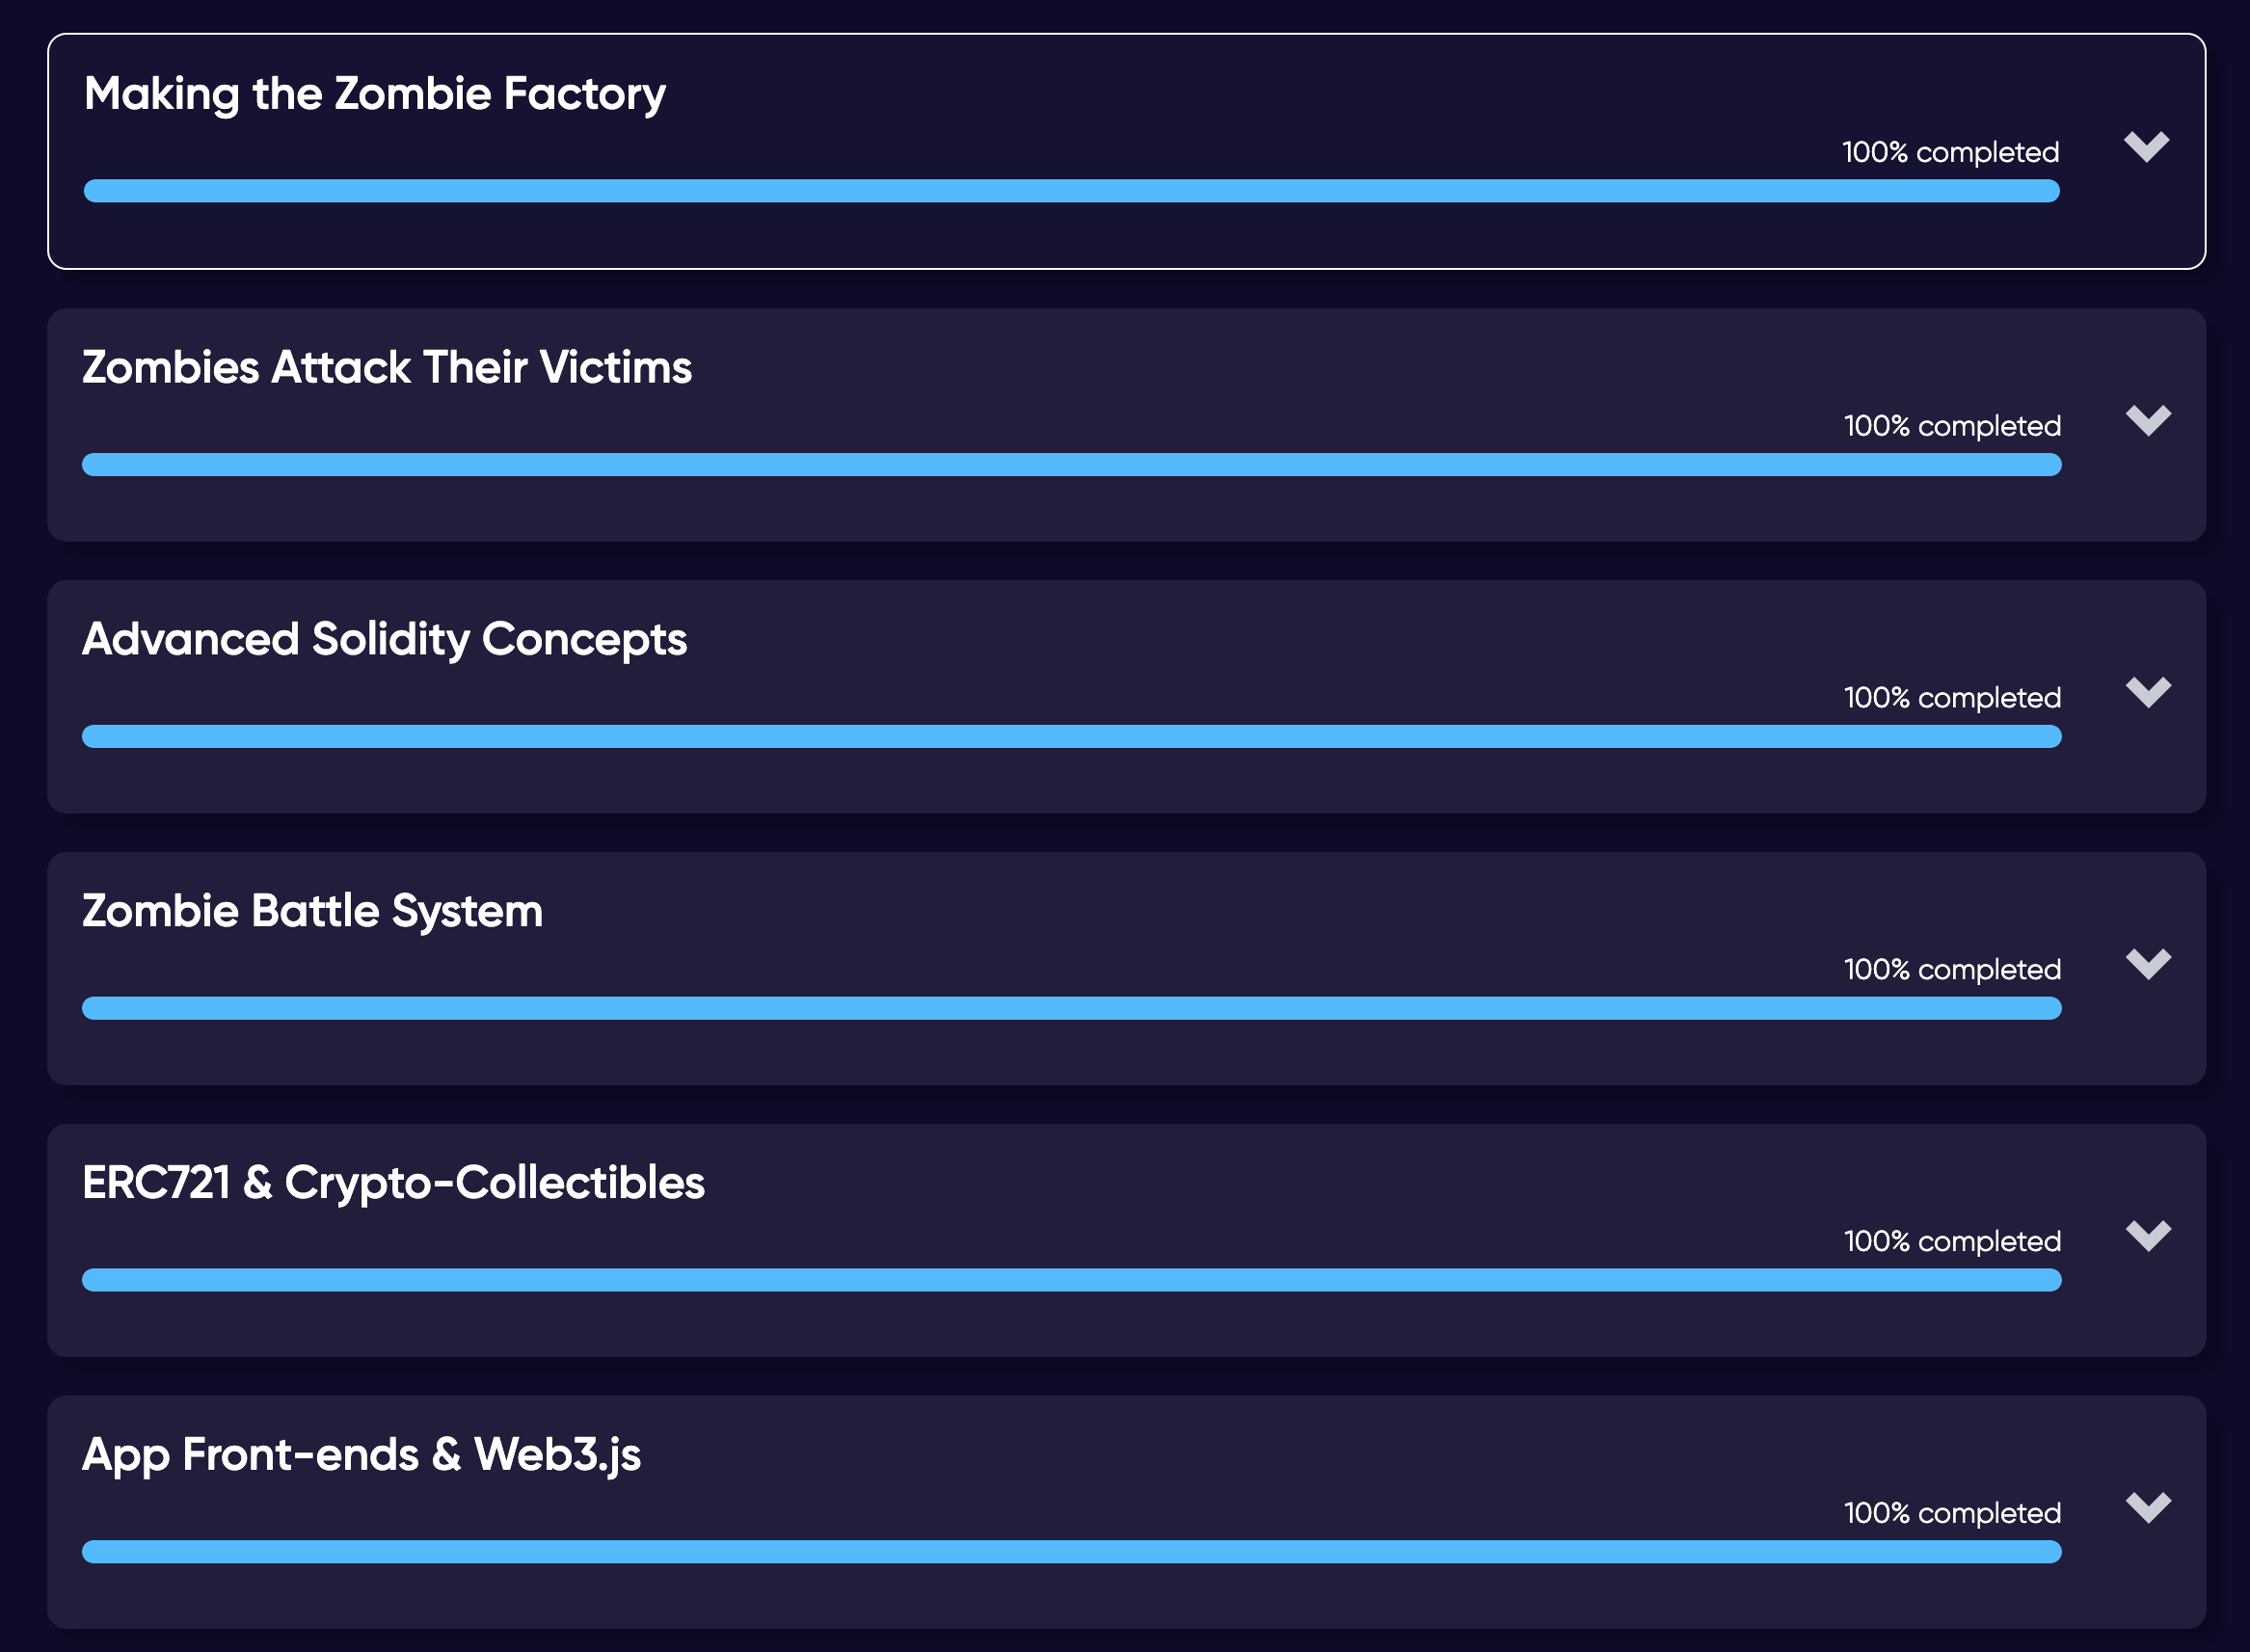 Making the Zombie Factory
100% completed
Zombies Attack Their Victims
100% completed
Advanced Solidity Concepts
100% completed
Zombie Battle System
100% completed
ERC721 & Crypto-Collectibles
100% completed
App Front-ends & Web3.js
100% completed